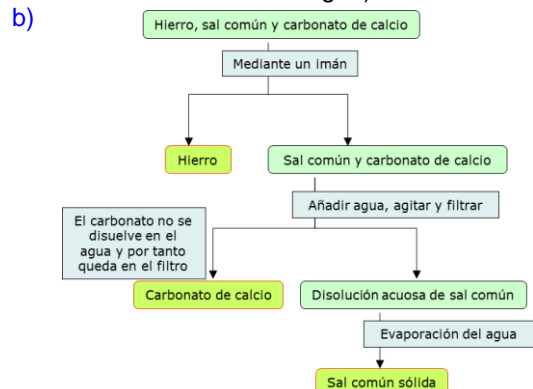 b)
Hierro, sal común y carbonato de calcio
Mediante un imán
Hierro
Sal común y carbonato de calcio
Añadir agua, agitar y filtrar
El carbonato no se
disuelve en el
agua y por tanto
queda en el filtro
Carbonato de calcio
Disolución acuosa de sal común
Evaporación del agua
Sal común sólida